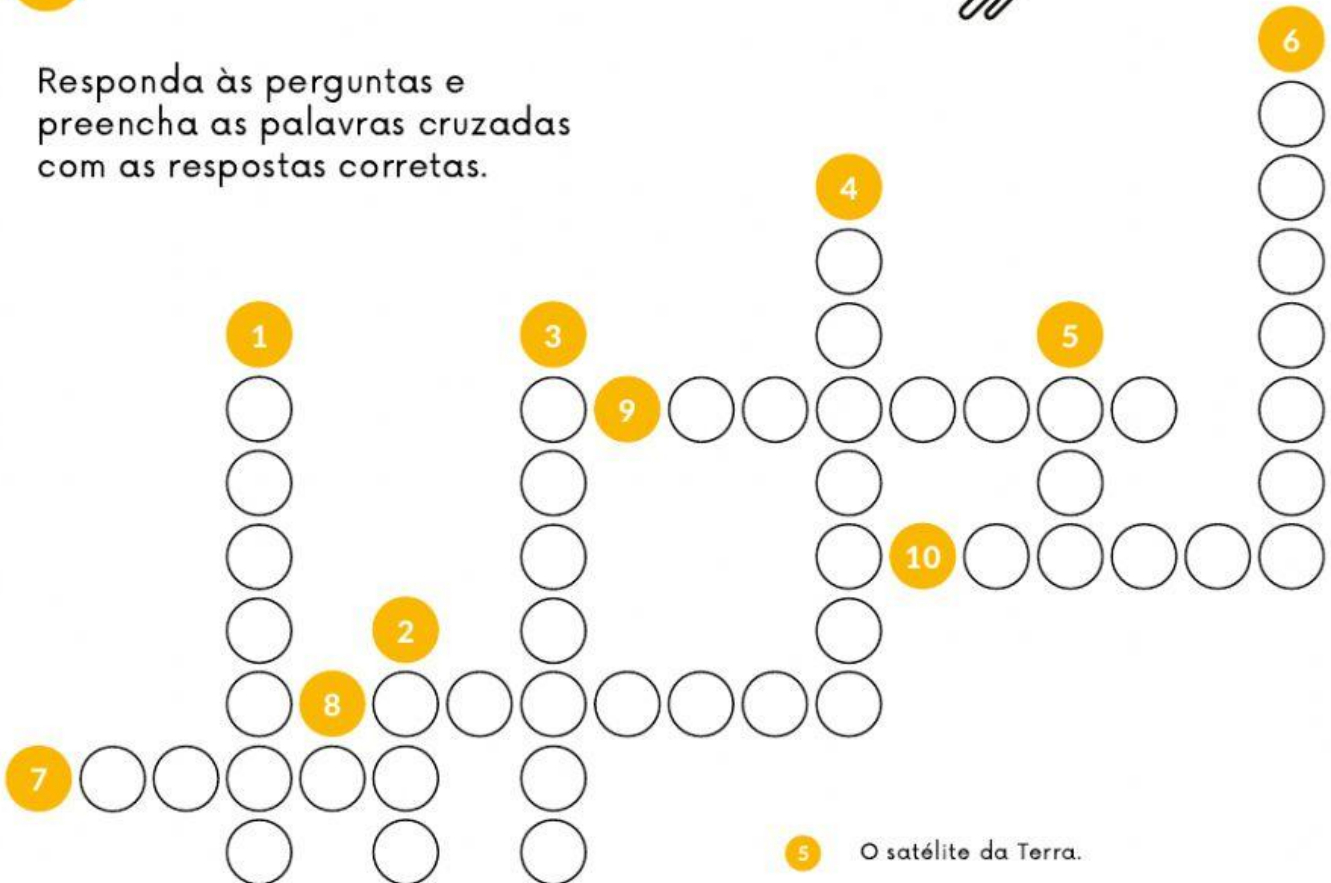 Responda às perguntas e
preencha as palavras cruzadas
com as respostas corretas.
6
4
1
3
5
9
10
2
8
7
5 O satélite da Terra.